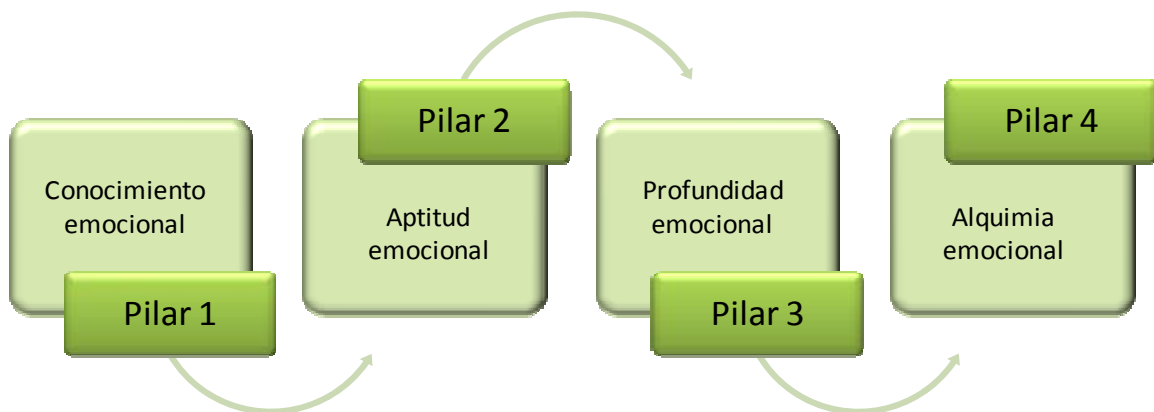 Conocimiento
emocional
Pilar 1
Pilar 2
Aptitud
emocional
Profundidad
emocional
Pilar 3
Pilar 4
Alquimia
emocional